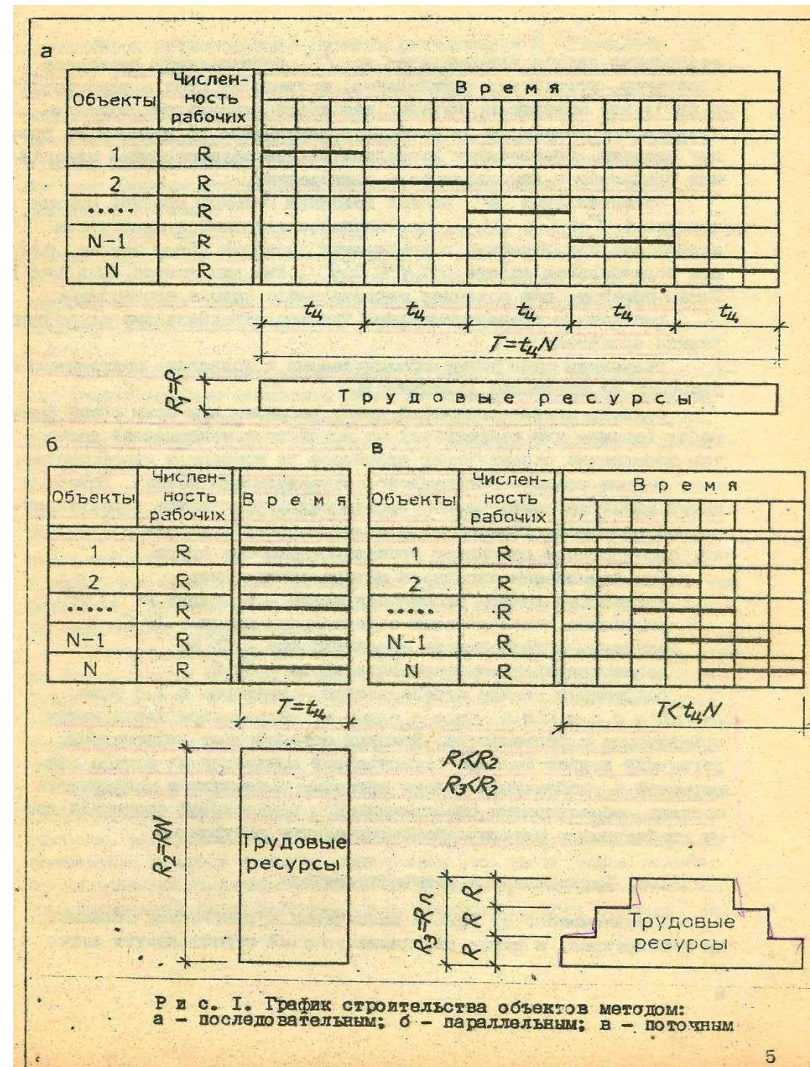 а
Объекты
Числен-
ность
рабочих
Время
1 R
2 R
..... R
N-1 R
N R
tц tц tц tц tц
T=tцN
R1=R
Трудовые ресурсы
б
Объекты
Числен-
ность
рабочих
Время
1 R
2 R
..... R
N-1 R
N R
T=tц
R2=RN
Трудовые
ресурсы
в
Объекты
Числен-
ность
рабочих
Время
1 R
2 R
..... R
N-1 R
N R
T<tцN
R1<R2
R3<R2
R3=Rn
R
R
R
Трудовые
ресурсы
Р и с. I. График строительства объектов методом:
а - последовательным; б - параллельным; в - поточным
5